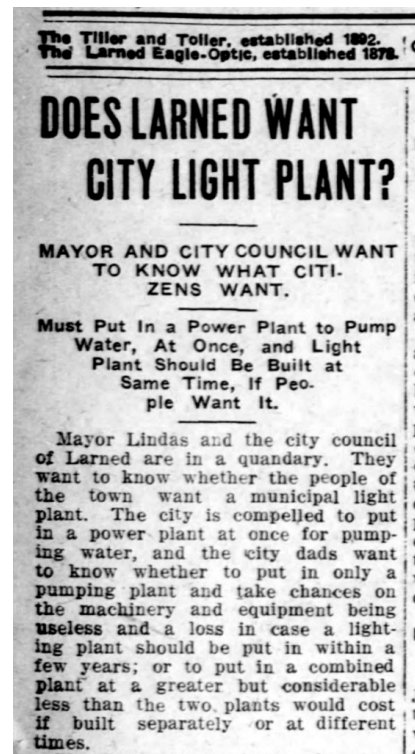 The Tiller and Toiler, established 1892.
The Larned Eagle-Optic, established 1878.
DOES LARNED WANT
CITY LIGHT PLANT?
MAYOR AND CITY COUNCIL WANT
TO KNOW WHAT CITI-
ZENS WANT.
Must Put In a Power Plant to Pump
Water, At Once, and Light
Plant Should Be Built at
Same Time, If Peo-
ple Want It.
Mayor Lindas and the city council
of Larned are in a quandary. They
want to know whether the people of
the town want a municipal light
plant. The city is compelled to put
in a power plant at once for pump-
ing water, and the city dads want
to know whether to put in only a
pumping plant and take chances on
the machinery and equipment being
useless and a loss in case a light-
ing plant should be put in within a
few years; or to put in a combined
plant at a greater but considerable
less than the two plants would cost
if built separately or at different
times.